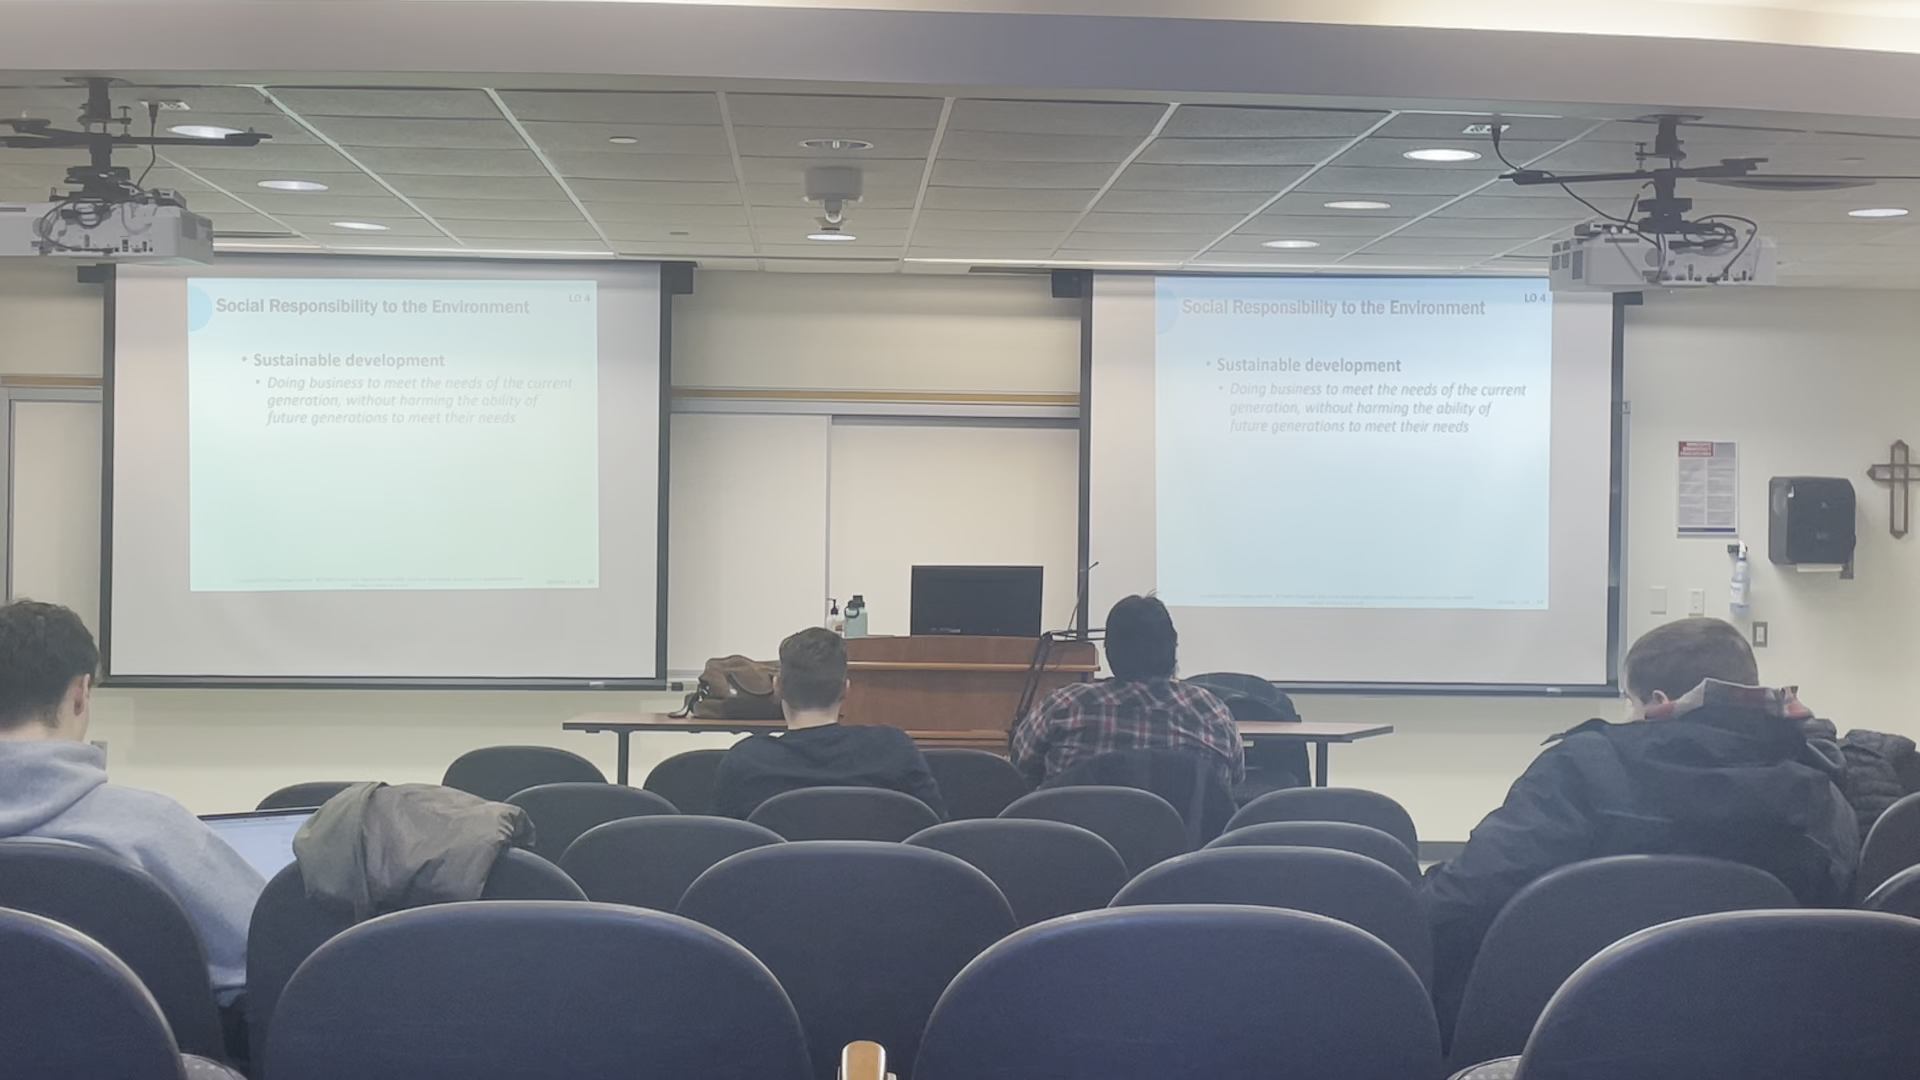 Social Responsibility to the Environment
LO 4
• Sustainable development
• Doing business to meet the needs of the current
generation, without harming the ability of
future generations to meet their needs
Social Responsibility to the Environment
LO 4
• Sustainable development
• Doing business to meet the needs of the current
generation, without harming the ability of
future generations to meet their needs